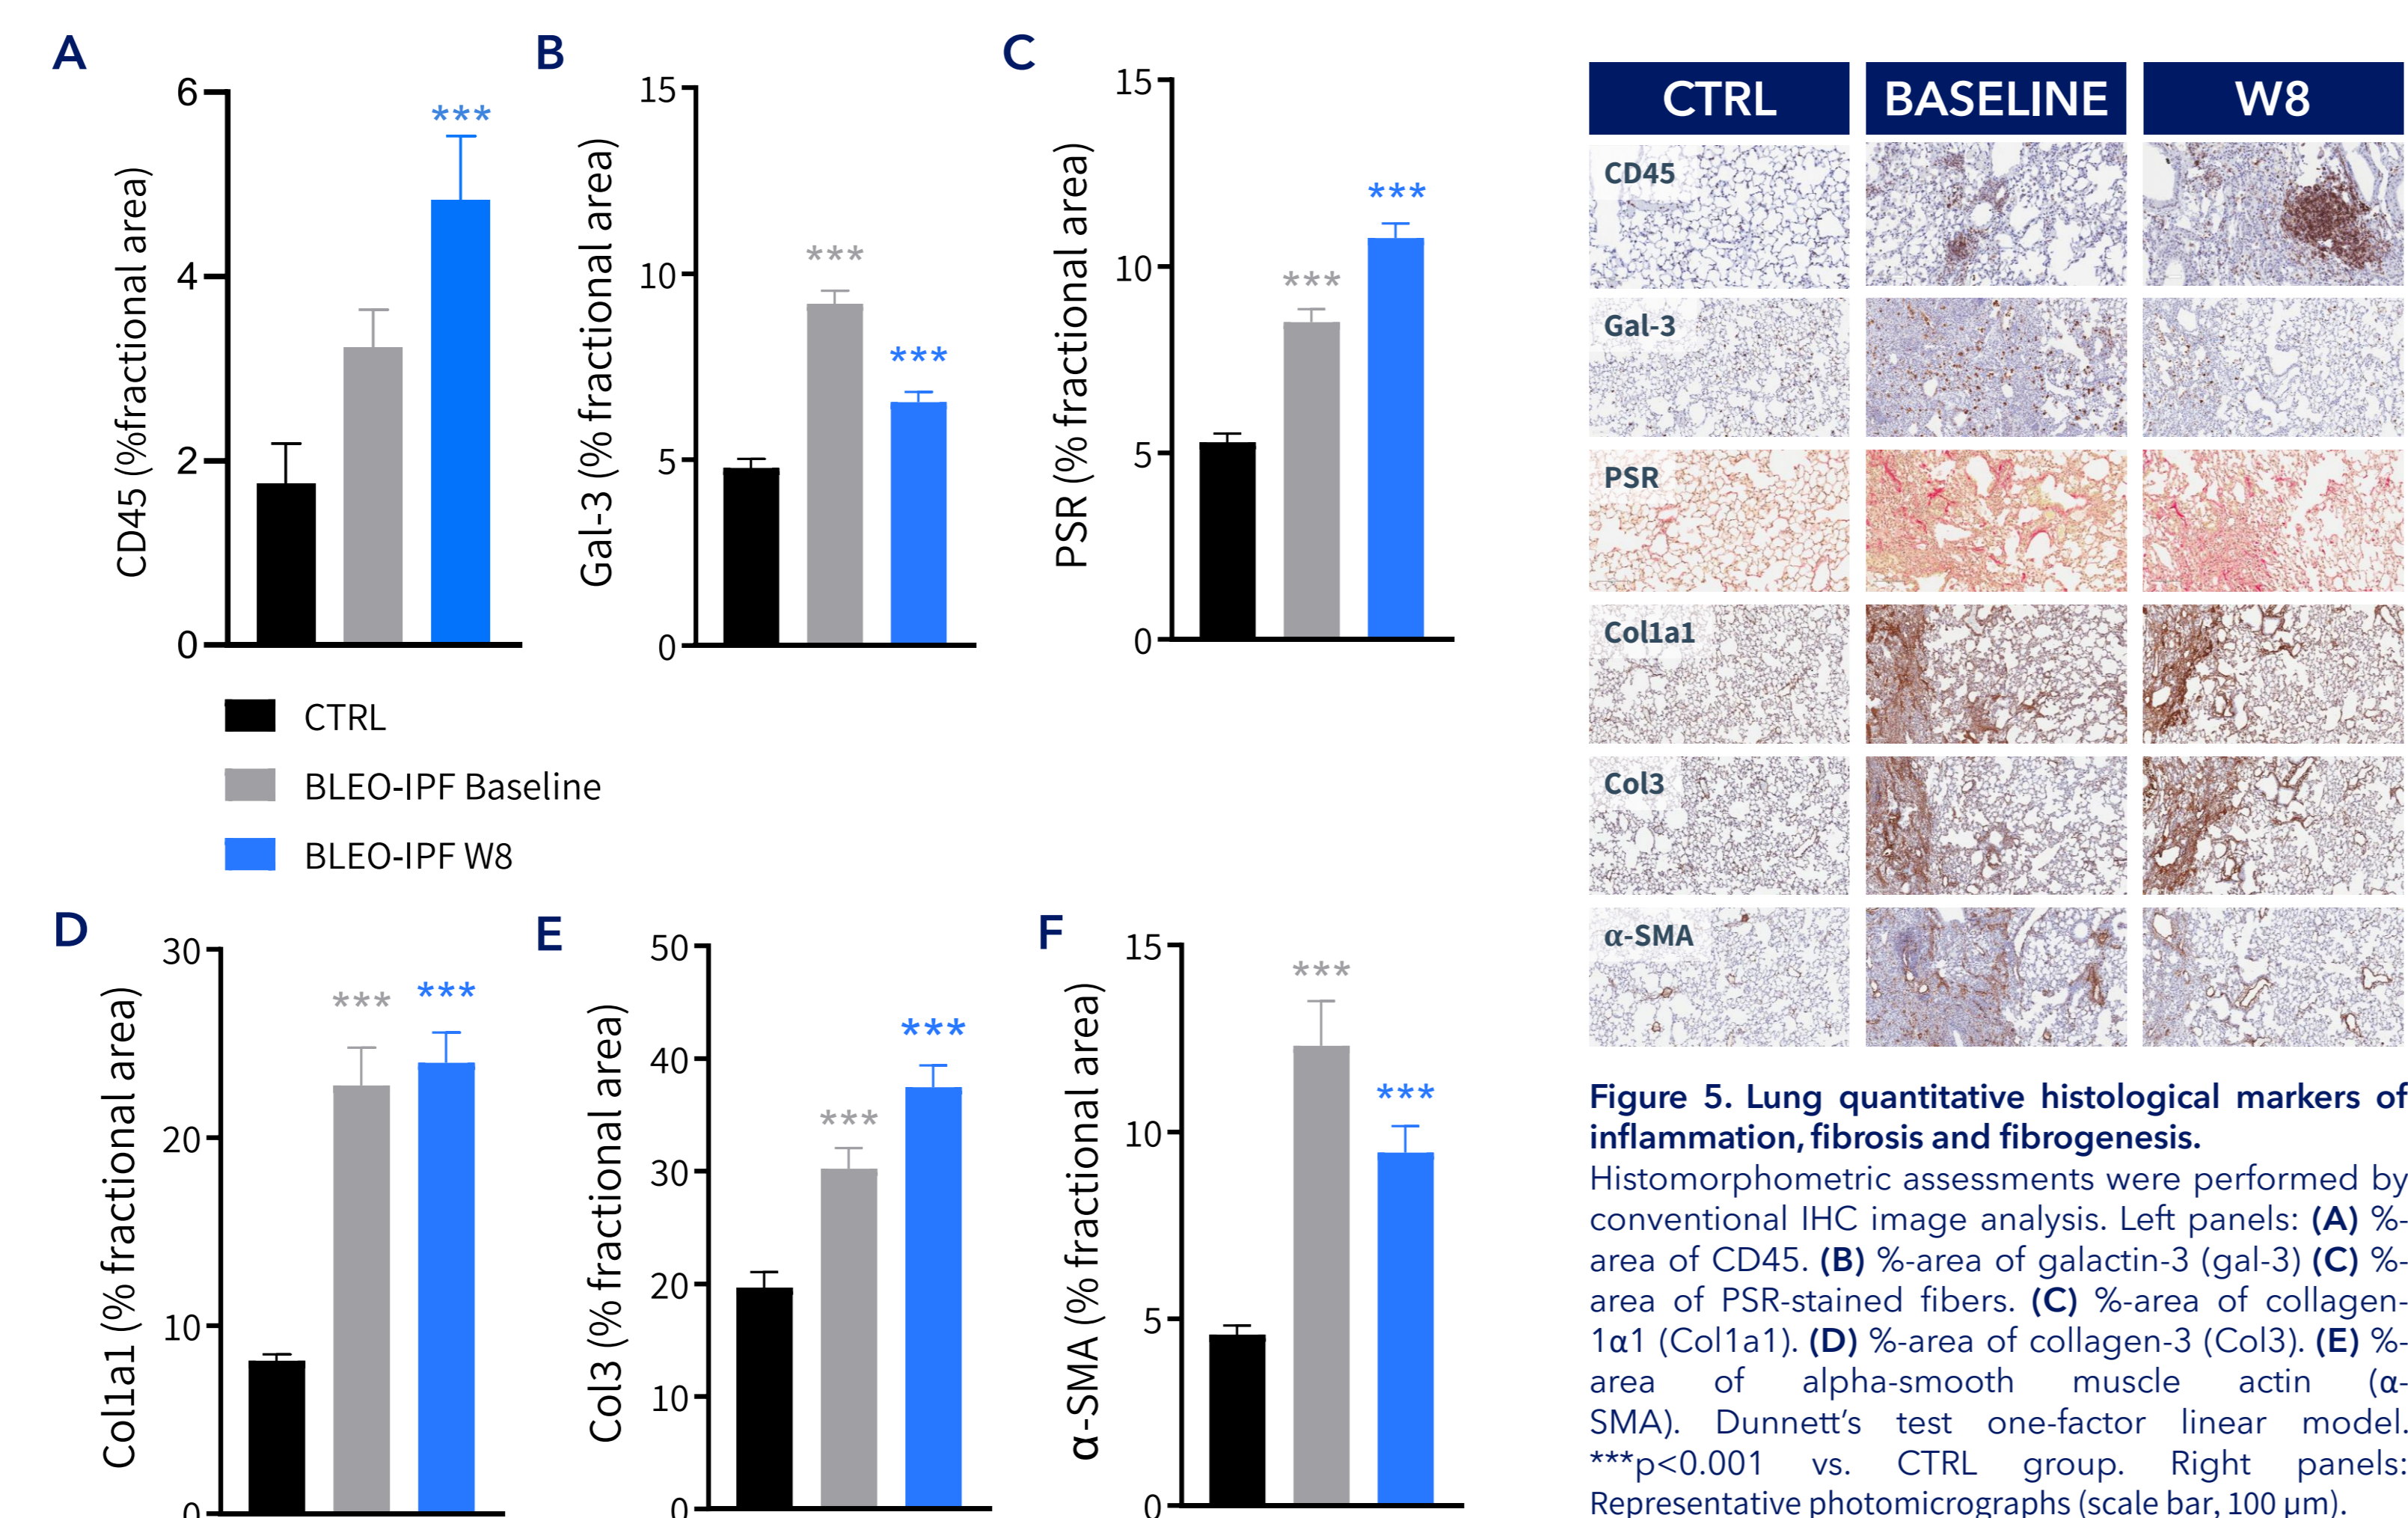 A
6
4
2
0
CD45 (%fractional area)
***
B
15
10
5
0
Gal-3 (% fractional area)
***
***
C
15
10
5
0
PSR (% fractional area)
***
***
CTRL
BLEO-IPF Baseline
BLEO-IPF W8
D
30
20
10
0
Col1a1 (% fractional area)
***
***
E
50
40
30
20
10
0
Col3 (% fractional area)
***
***
F
15
10
5
0
α-SMA (% fractional area)
***
***
CTRL
BASELINE
W8
CD45
Gal-3
PSR
Col1a1
Col3
α-SMA
Figure 5. Lung quantitative histological markers of
inflammation, fibrosis and fibrogenesis.
Histomorphometric assessments were performed by
conventional IHC image analysis. Left panels: (A) %-
area of CD45. (B) %-area of galactin-3 (gal-3) (C) %-
area of PSR-stained fibers. (C) %-area of collagen-
1α1 (Col1a1). (D) %-area of collagen-3 (Col3). (E) %-
area of alpha-smooth muscle actin (α-
SMA). Dunnett’s test one-factor linear model.
***p<0.001 vs. CTRL group. Right panels:
Representative photomicrographs (scale bar, 100 µm).